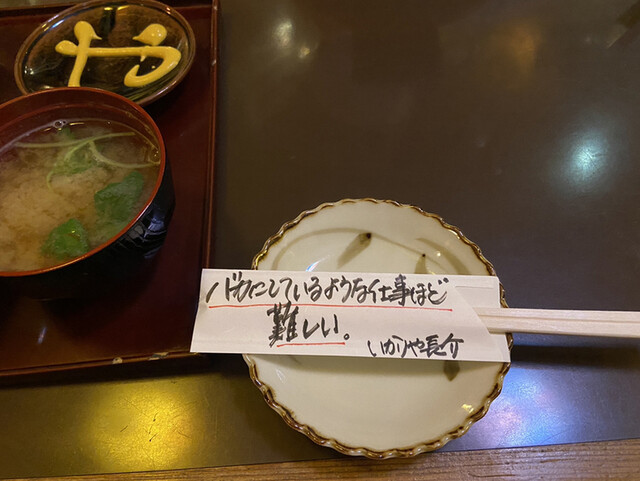 や
バカにしているような仕事ほど
難しい。
いかりや長介